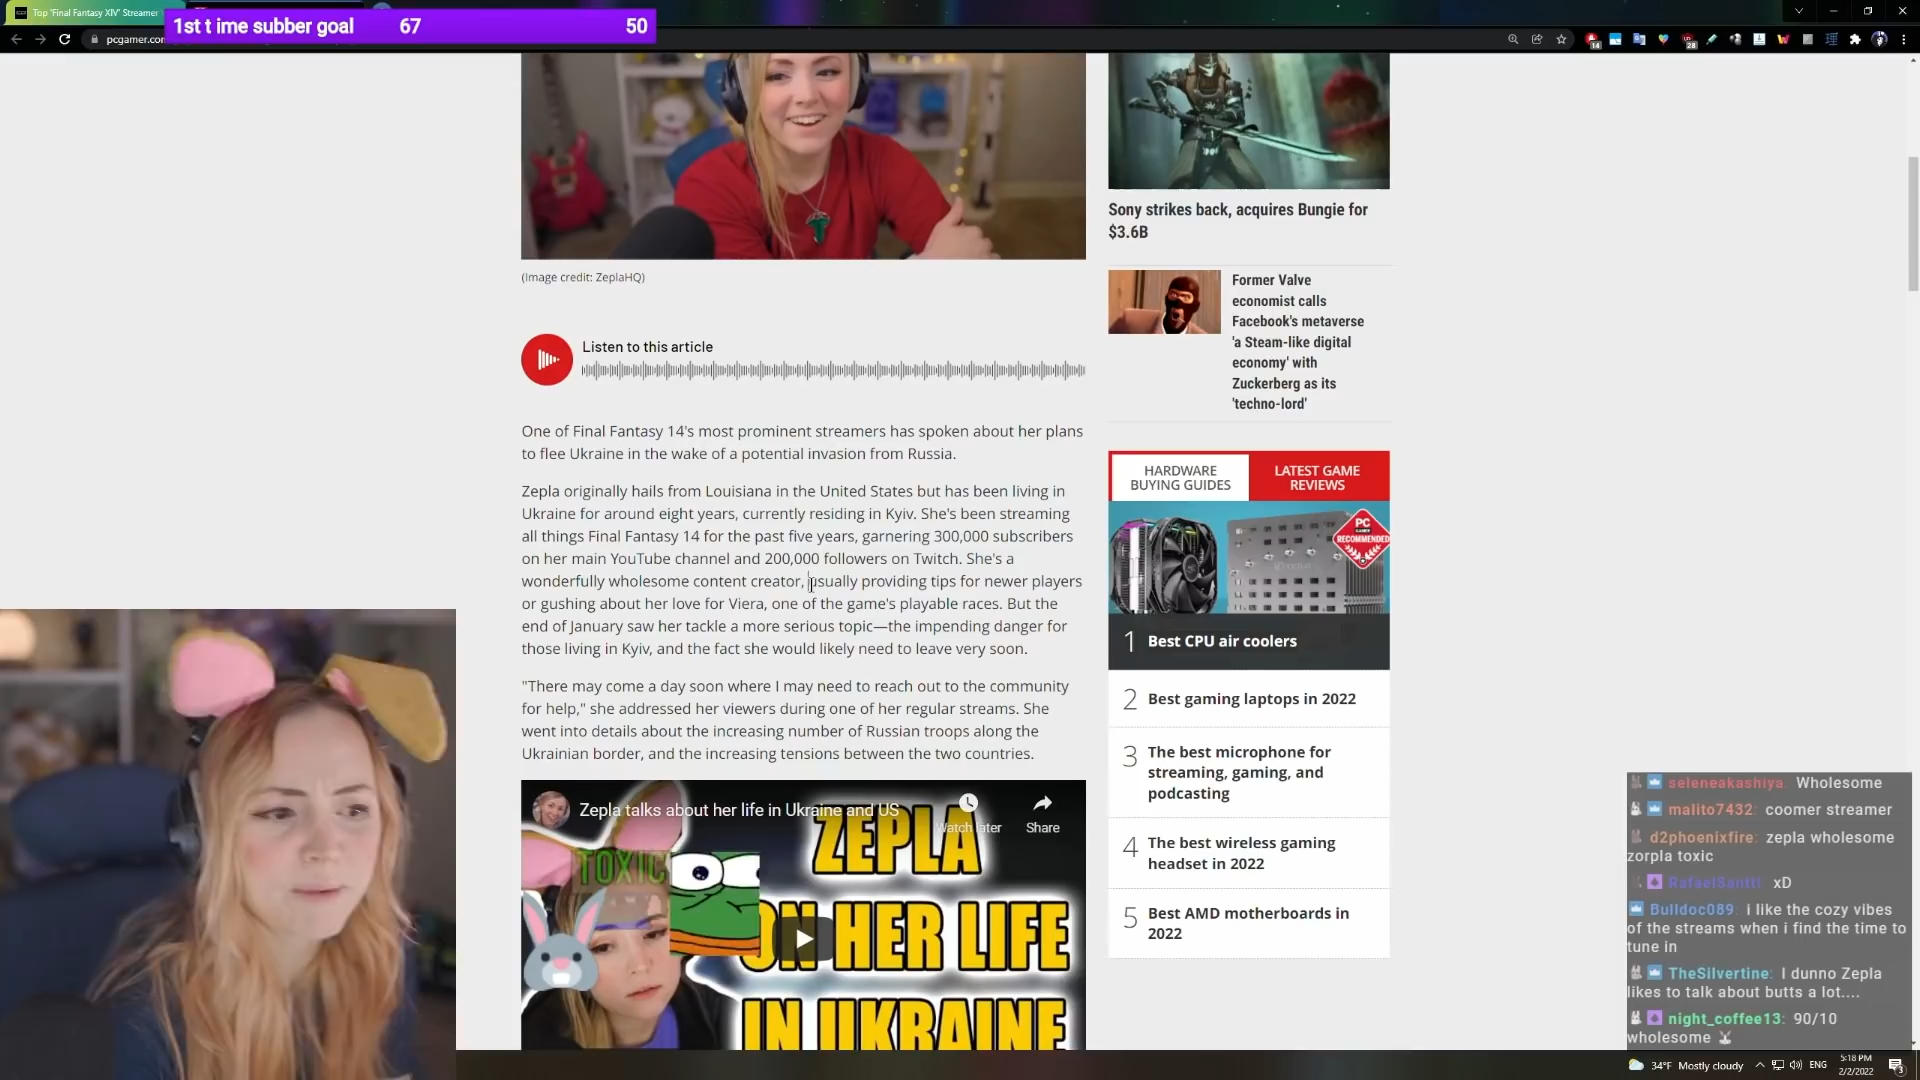 Top 'Final Fantasy XIV' Streamer
1st t ime subber goal 67 50
pcgamer.com
14
28
(Image credit: ZeplaHQ)
Listen to this article
One of Final Fantasy 14's most prominent streamers has spoken about her plans
to flee Ukraine in the wake of a potential invasion from Russia.
Zepla originally hails from Louisiana in the United States but has been living in
Ukraine for around eight years, currently residing in Kyiv. She's been streaming
all things Final Fantasy 14 for the past five years, garnering 300,000 subscribers
on her main YouTube channel and 200,000 followers on Twitch. She's a
wonderfully wholesome content creator, usually providing tips for newer players
or gushing about her love for Viera, one of the game's playable races. But the
end of January saw her tackle a more serious topic—the impending danger for
those living in Kyiv, and the fact she would likely need to leave very soon.
"There may come a day soon where I may need to reach out to the community
for help," she addressed her viewers during one of her regular streams. She
went into details about the increasing number of Russian troops along the
Ukrainian border, and the increasing tensions between the two countries.
Zepla talks about her life in Ukraine and US
Watch later
Share
TOXIC
ZEPLA
ON HER LIFE
IN UKRAINE
Sony strikes back, acquires Bungie for
$3.6B
Former Valve
economist calls
Facebook's metaverse
'a Steam-like digital
economy' with
Zuckerberg as its
'techno-lord'
HARDWARE
BUYING GUIDES
LATEST GAME
REVIEWS
PC
GAMER
RECOMMENDED
1 Best CPU air coolers
2 Best gaming laptops in 2022
3 The best microphone for
streaming, gaming, and
podcasting
4 The best wireless gaming
headset in 2022
5 Best AMD motherboards in
2022
seleneakashiya: Wholesome
malito7432: coomer streamer
d2phoenixfire: zepla wholesome
zorpla toxic
RafaelSantti: xD
Bulldoc089: i like the cozy vibes
of the streams when i find the time to
tune in
TheSilvertine: I dunno Zepla
likes to talk about butts a lot....
night_coffee13: 90/10
wholesome
34°F Mostly cloudy
ENG
5:18 PM
2/2/2022
3